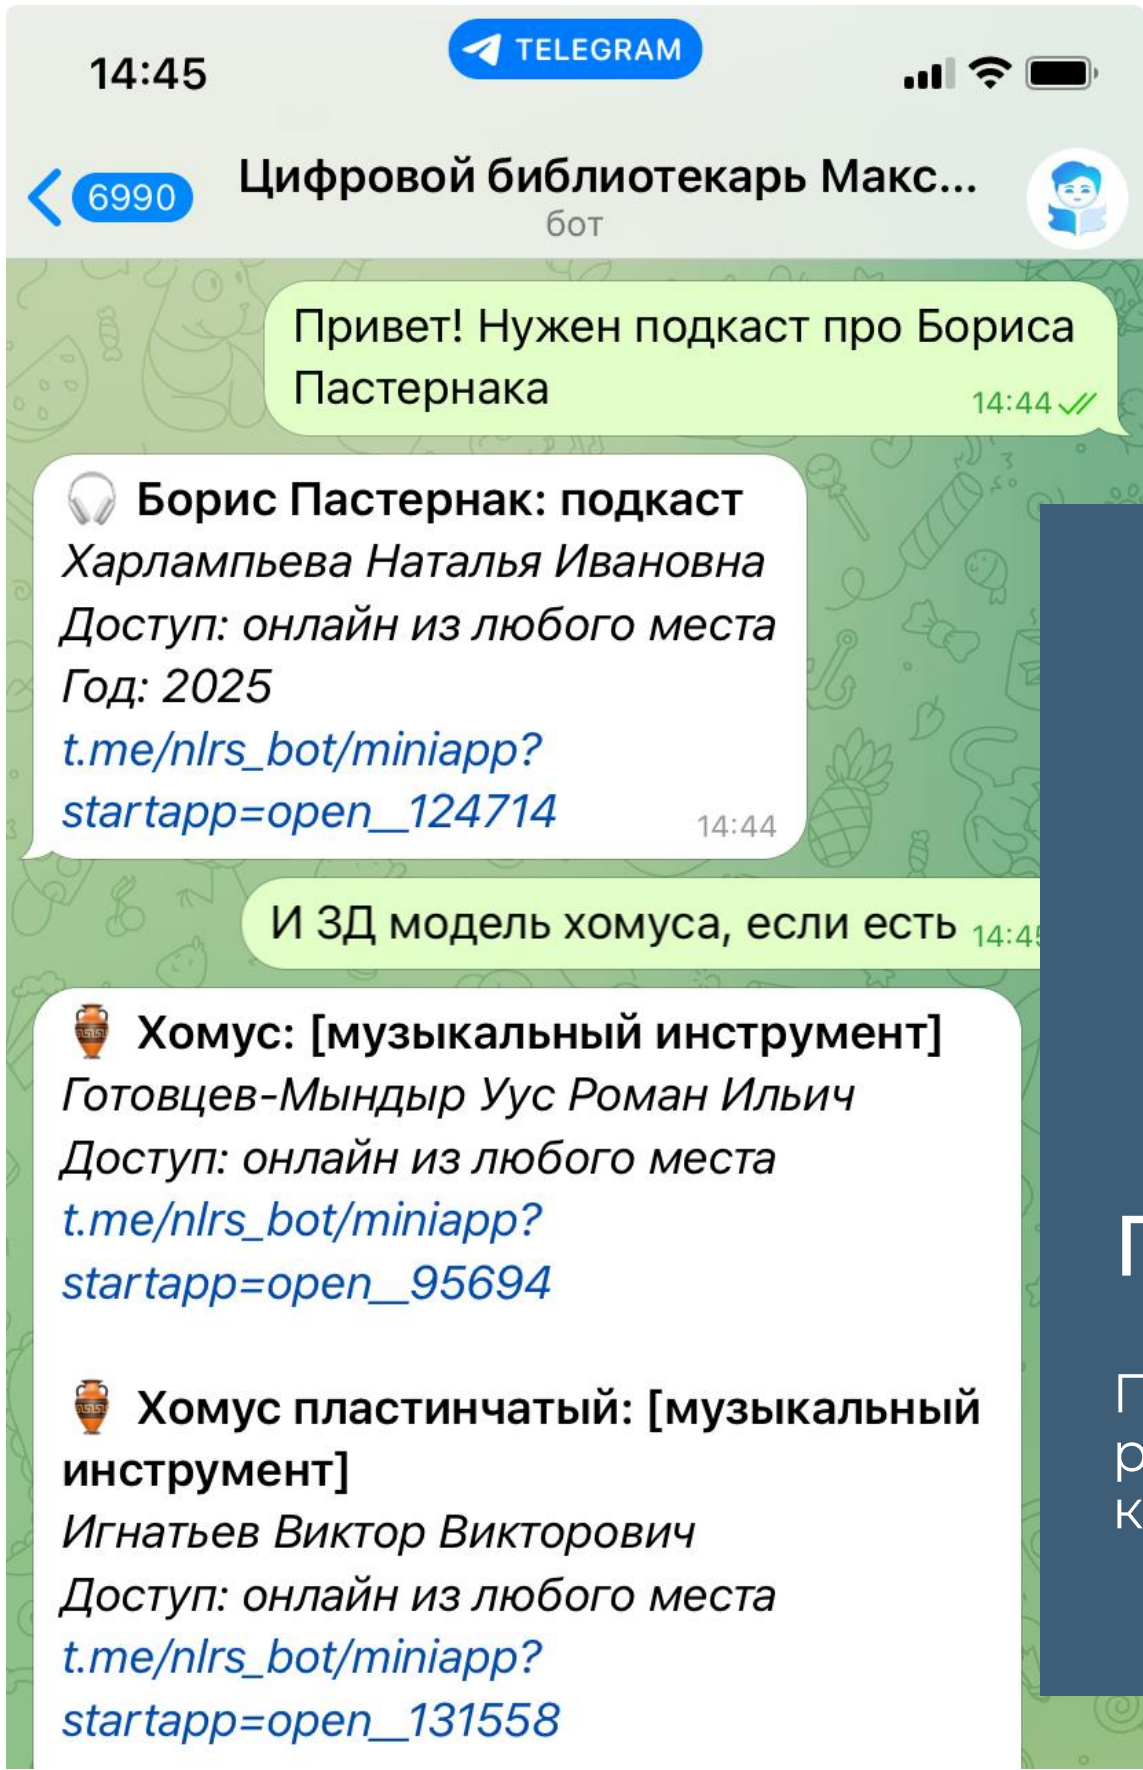 14:45
TELEGRAM
6990
Цифровой библиотекарь Макс...
бот
Привет! Нужен подкаст про Бориса
Пастернака
14:44
Борис Пастернак: подкаст
Харлампьева Наталья Ивановна
Доступ: онлайн из любого места
Год: 2025
t.me/nlrs_bot/miniapp?
startapp=open__124714
14:44
И 3Д модель хомуса, если есть
Хомус: [музыкальный инструмент]
Готовцев-Мындыр Уус Роман Ильич
Доступ: онлайн из любого места
t.me/nlrs_bot/miniapp?
startapp=open__95694
Хомус пластинчатый: [музыкальный
инструмент]
Игнатьев Виктор Викторович
Доступ: онлайн из любого места
t.me/nlrs_bot/miniapp?
startapp=open__131558